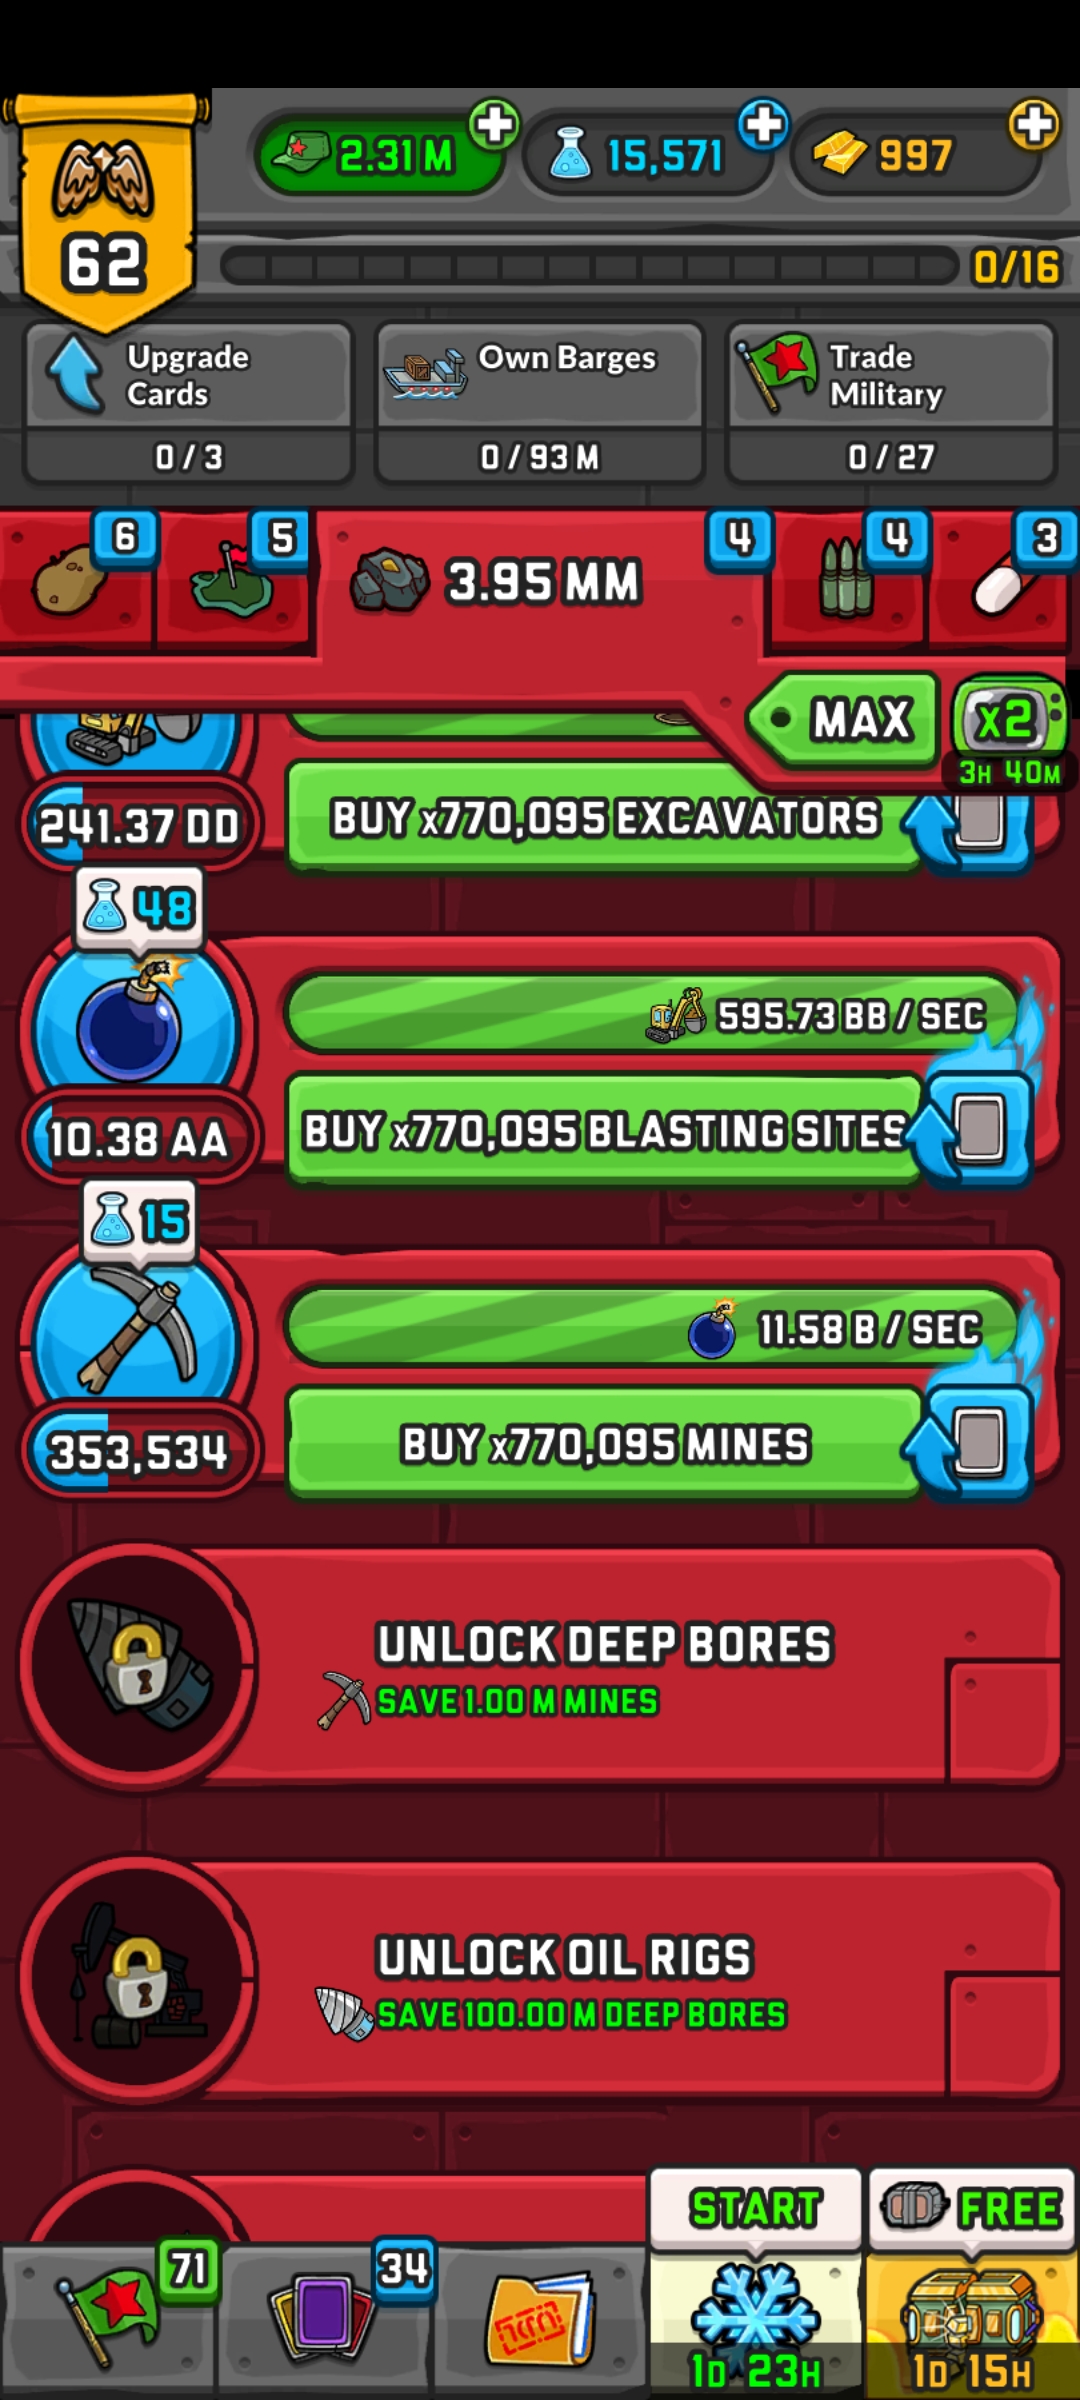 2.31 M
15,571
997
62
0/16
Upgrade
Cards
0 / 3
Own Barges
0 / 93 M
Trade
Military
0 / 27
6
5
3.95 MM
4
4
3
MAX
x2
3H 40M
241.37 DD
BUY x770,095 EXCAVATORS
48
595.73 BB / SEC
10.38 AA
BUY x770,095 BLASTING SITES
15
11.58 B / SEC
353,534
BUY x770,095 MINES
UNLOCK DEEP BORES
SAVE 1.00 M MINES
UNLOCK OIL RIGS
SAVE 100.00 M DEEP BORES
START
FREE
71
34
1D 23H
1D 15H